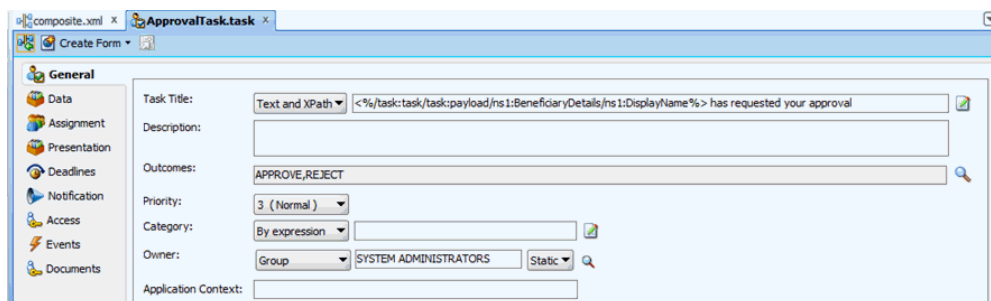 composite.xml x ApprovalTask.task x
Create Form
General
Data
Assignment
Presentation
Deadlines
Notification
Access
Events
Documents
Task Title: Text and XPath <%/task:task/task:payload/ns1:BeneficiaryDetails/ns1:DisplayName%> has requested your approval
Description:
Outcomes: APPROVE,REJECT
Priority: 3 (Normal)
Category: By expression
Owner: Group SYSTEM ADMINISTRATORS Static
Application Context: